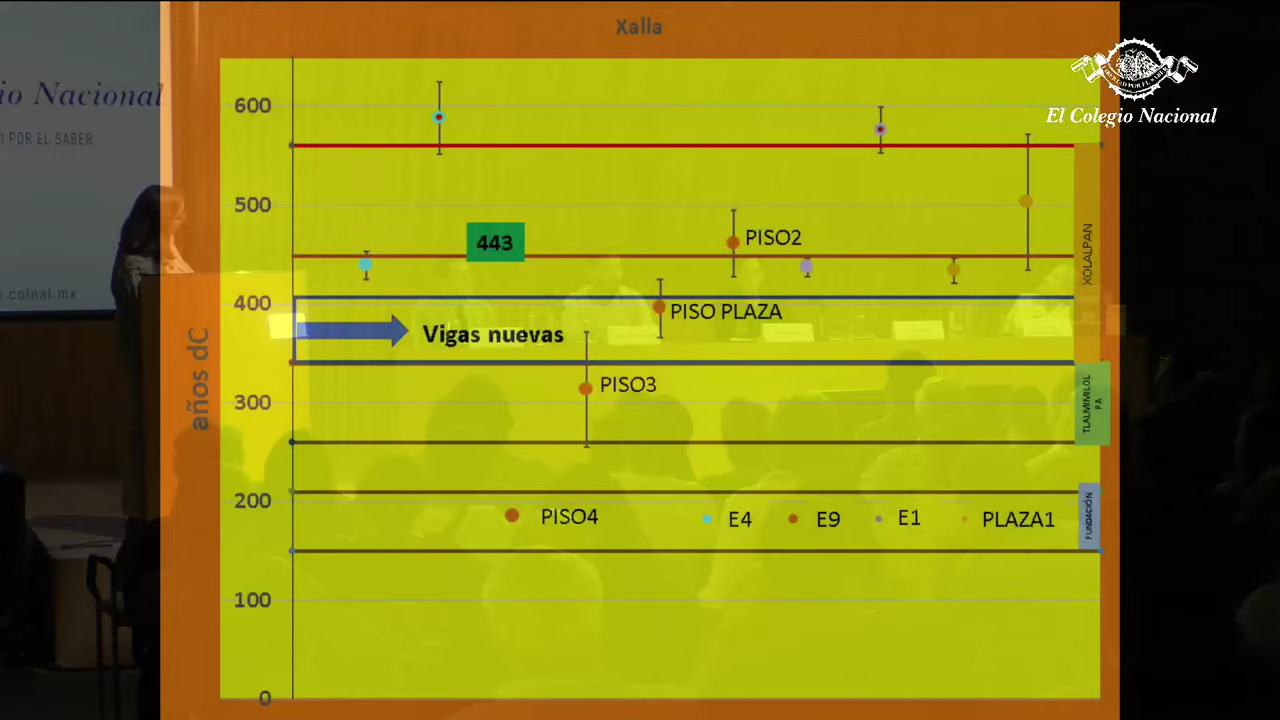 Xalla
io Nacional
O POR EL SABER
.colnal.mx
El Colegio Nacional
años dC
600
500
400
300
200
100
0
443
PISO2
PISO PLAZA
Vigas nuevas
PISO3
PISO4
E4
E9
E1
PLAZA1
XOLALPAN
TLALMIMILOL
PA
FUNDACIÓN